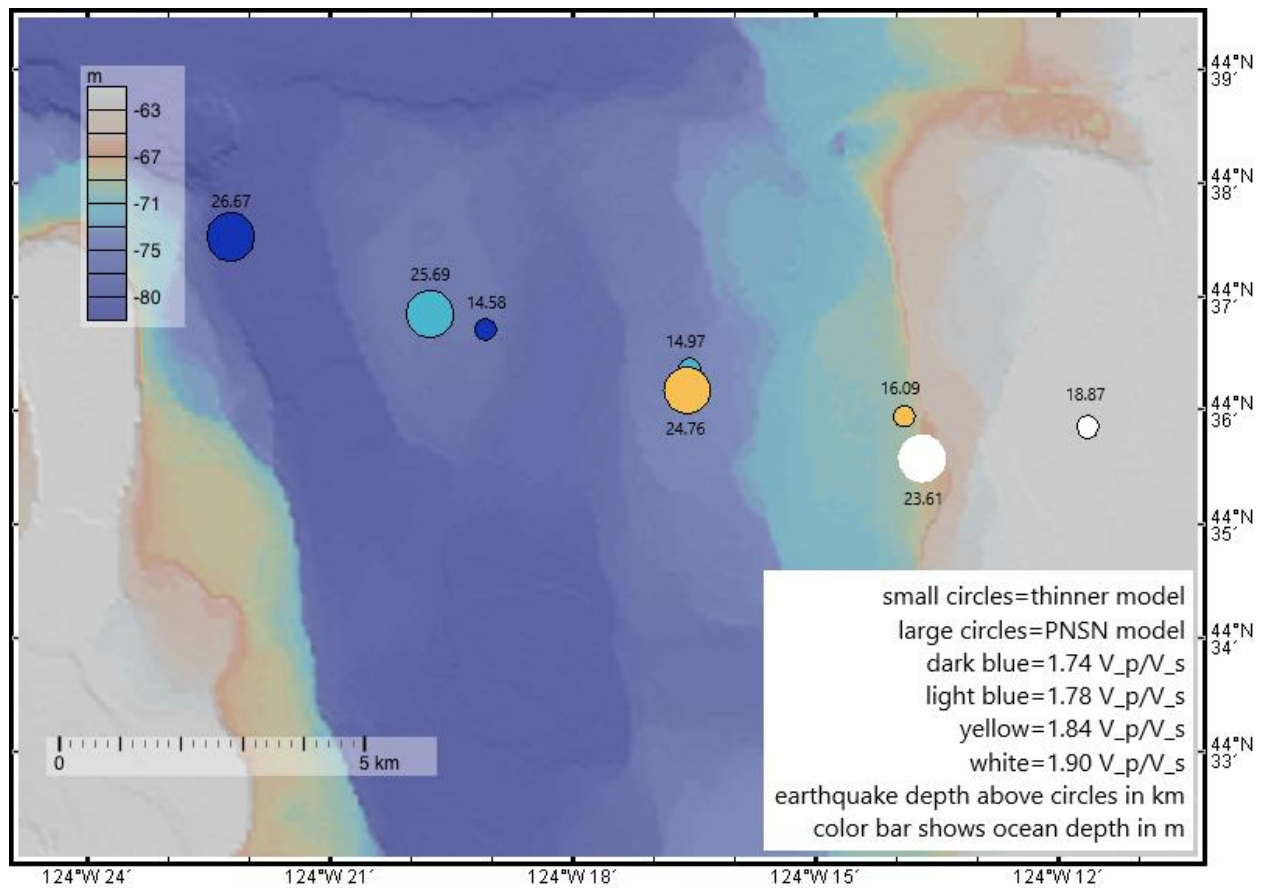 m
-63
-67
-71
-75
-80
26.67
25.69
14.58
14.97
24.76
16.09
23.61
18.87
44°N
39´
44°N
38´
44°N
37´
44°N
36´
44°N
35´
44°N
34´
44°N
33´
small circles=thinner model
large circles=PNSN model
dark blue=1.74 V_p/V_s
light blue=1.78 V_p/V_s
yellow=1.84 V_p/V_s
white=1.90 V_p/V_s
earthquake depth above circles in km
color bar shows ocean depth in m
0 5 km
124°W 24´ 124°W 21´ 124°W 18´ 124°W 15´ 124°W 12´